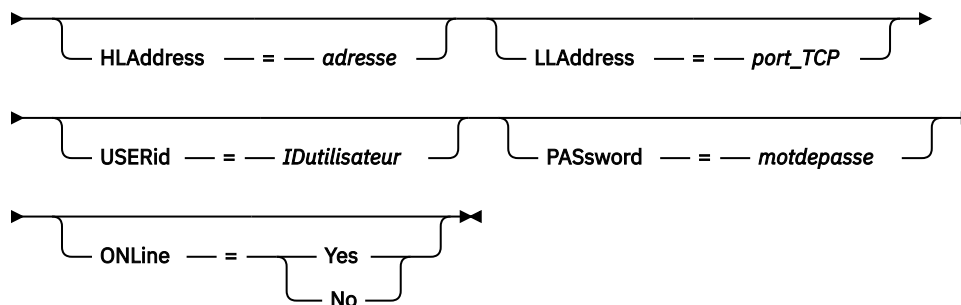 HLAddress = adresse LLAddress = port_TCP
USERid = IDutilisateur PASsword = motdepasse
ONLine = Yes
No